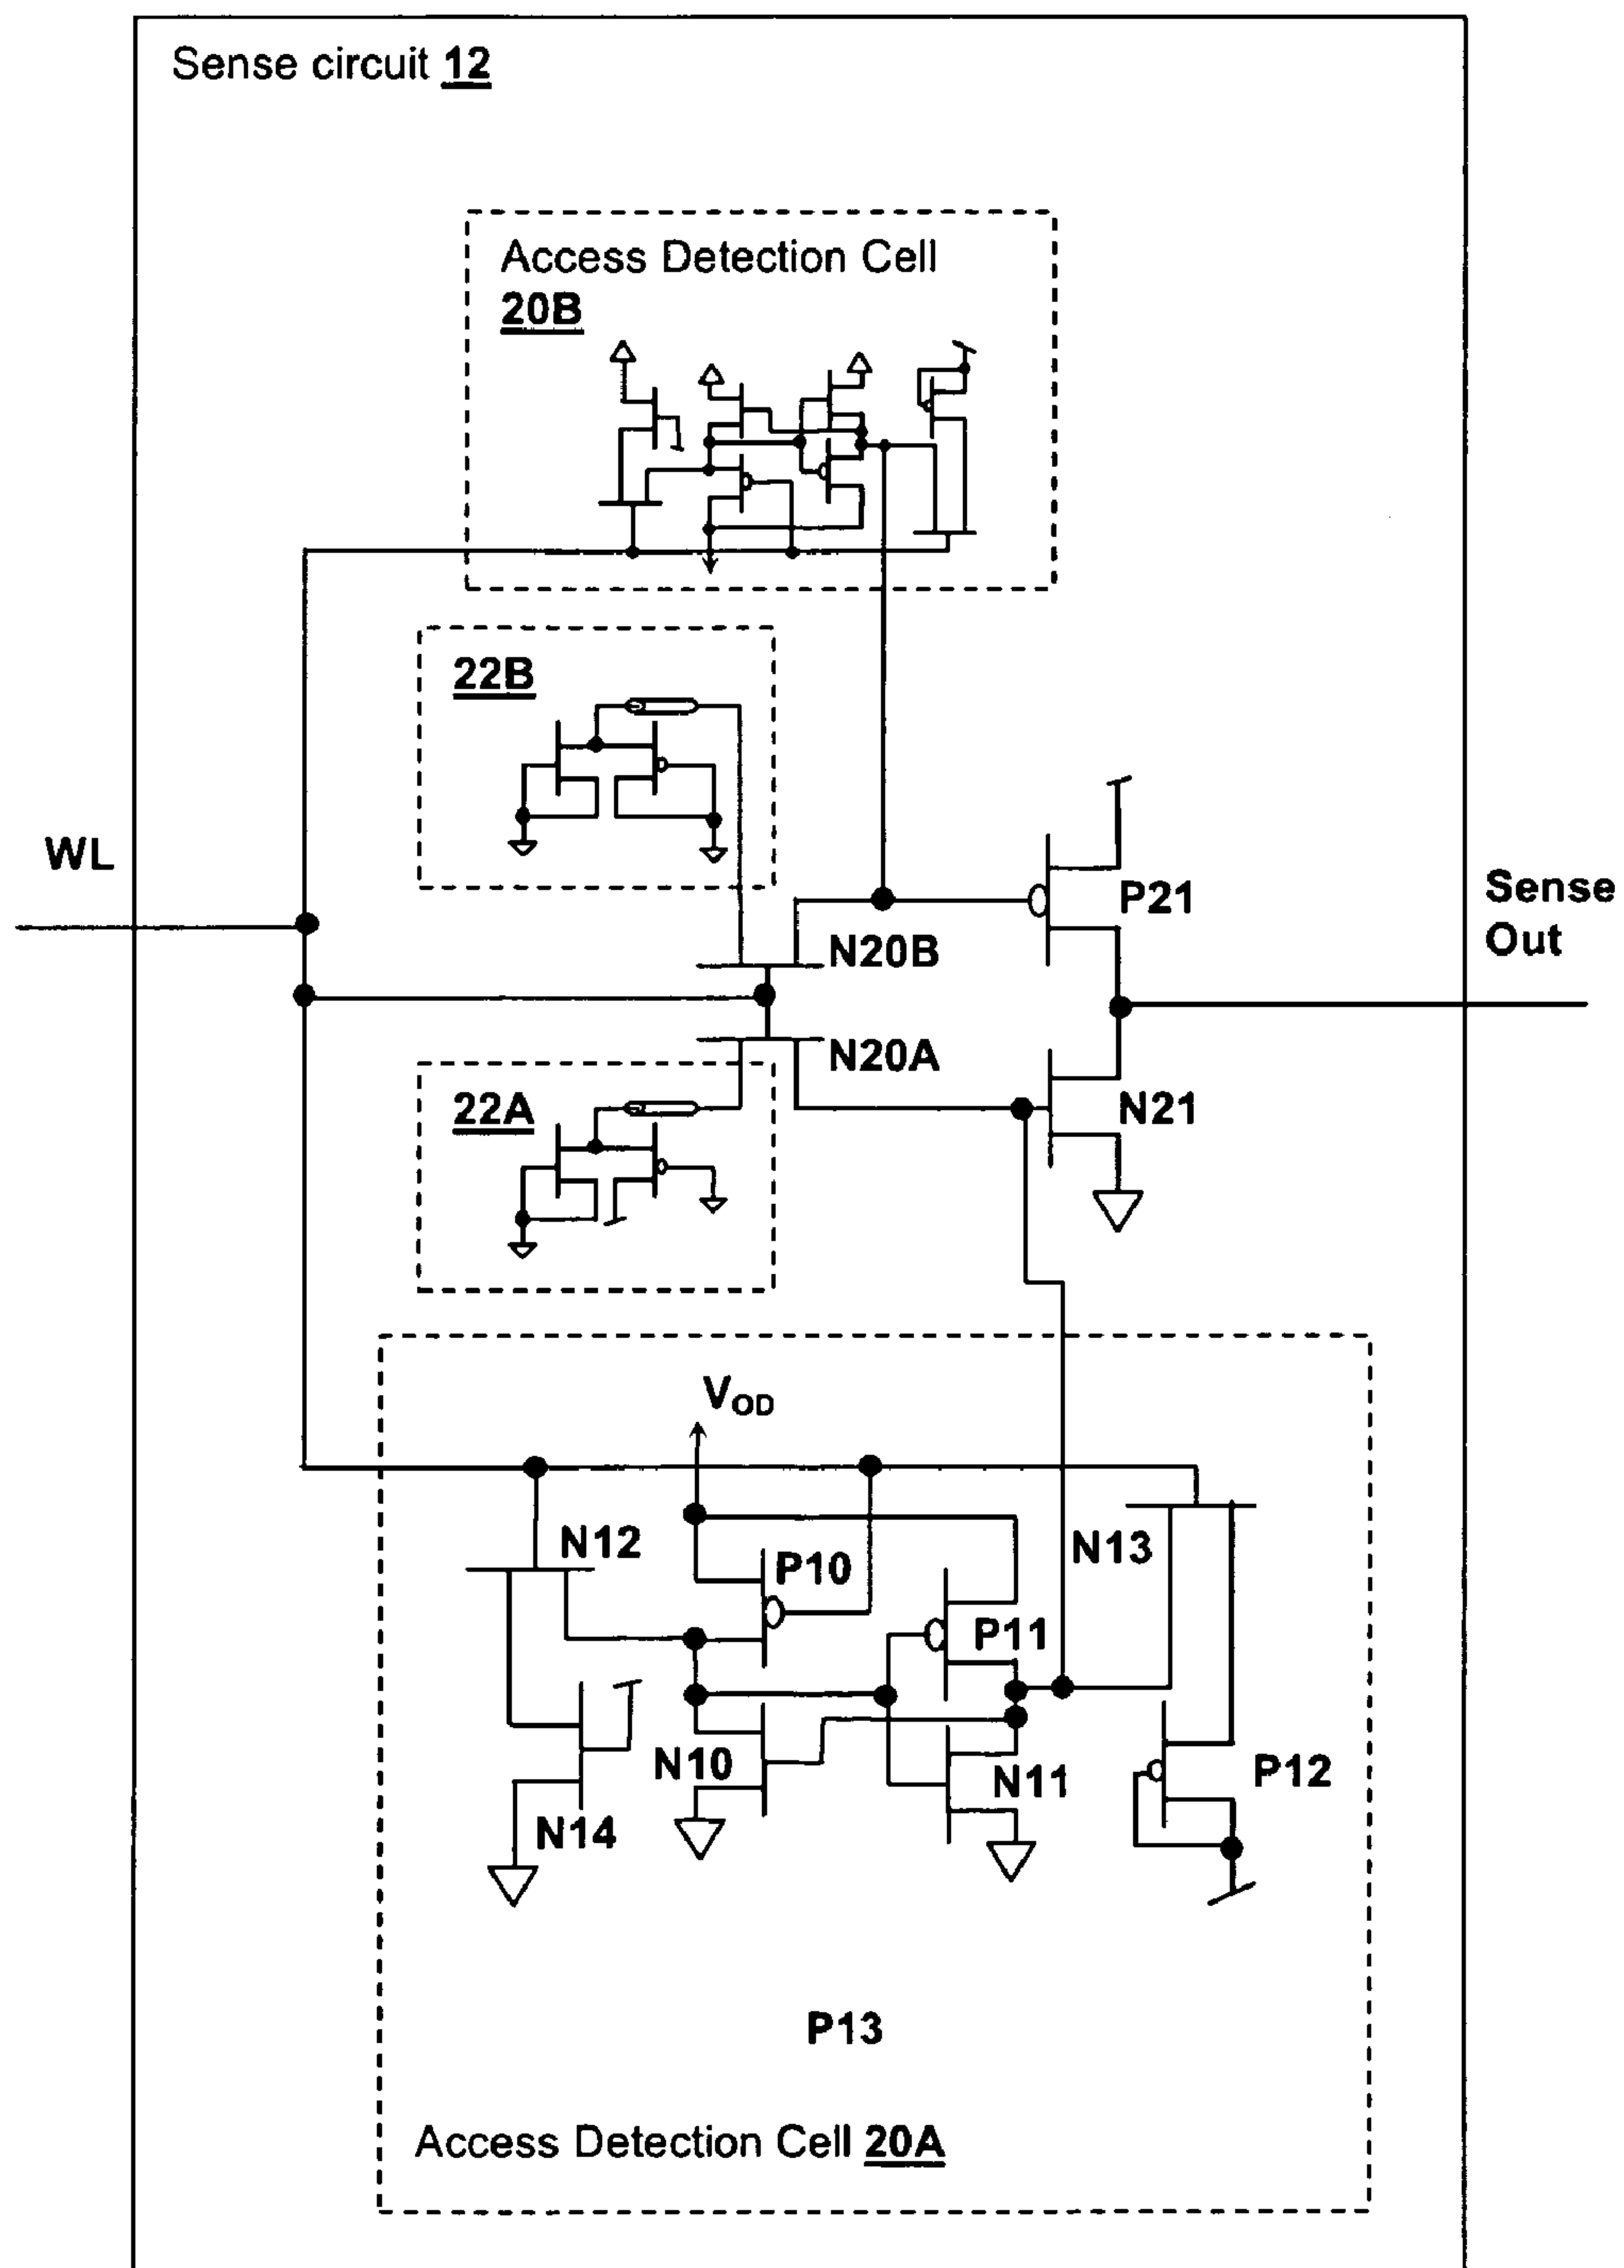 Sense circuit 12
Access Detection Cell
20B
22B
WL
P21
Sense
Out
N20B
N20A
22A
N21
VOD
N12
P10
N13
P11
N10
N11
P12
N14
P13
Access Detection Cell 20A